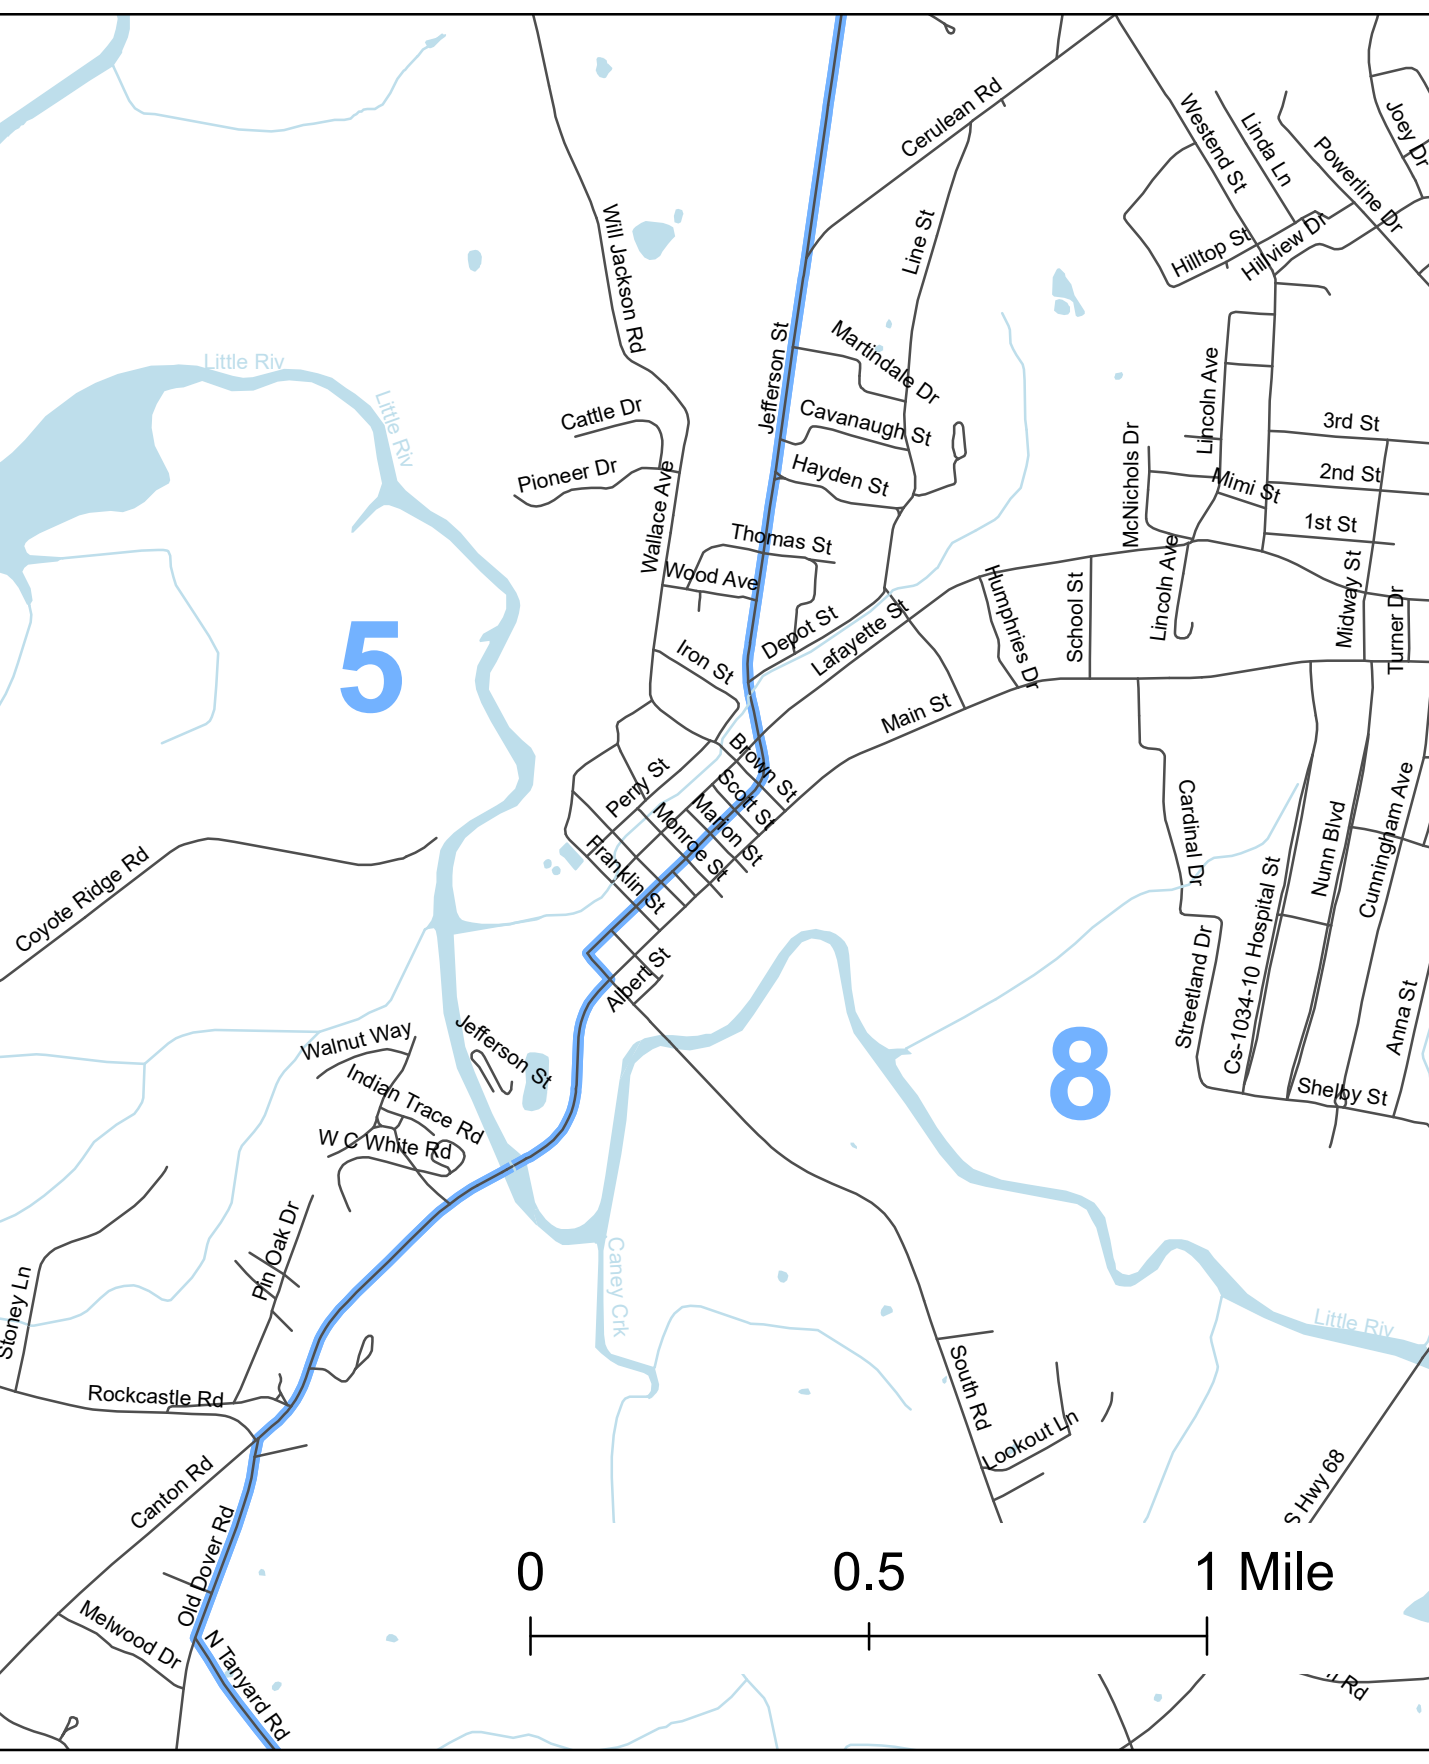 Cerulean Rd
Westend St
Linda Ln
Powerline Dr
Joey Dr
Will Jackson Rd
Line St
Hilltop St
Hillview Dr
Jefferson St
Martindale Dr
Little Riv
Little Riv
Cattle Dr
Cavanaugh St
Lincoln Ave
3rd St
Pioneer Dr
Hayden St
McNichols Dr
Mimi St
2nd St
Wallace Ave
Thomas St
1st St
Wood Ave
Lincoln Ave
Midway St
Turner Dr
School St
Humphries Dr
Depot St
Lafayette St
5
Iron St
Main St
Brown St
Perry St
Scott St
Marion St
Monroe St
Franklin St
Cardinal Dr
Nunn Blvd
Cunningham Ave
Coyote Ridge Rd
Albert St
Streetland Dr
Cs-1034-10 Hospital St
Anna St
Walnut Way
Jefferson St
Indian Trace Rd
W C White Rd
8
Shelby St
Pin Oak Dr
Caney Crk
Stoney Ln
Little Riv
Rockcastle Rd
South Rd
Lookout Ln
Canton Rd
S Hwy 68
Old Dover Rd
0 0.5 1 Mile
Melwood Dr
N Tanyard Rd
Rd